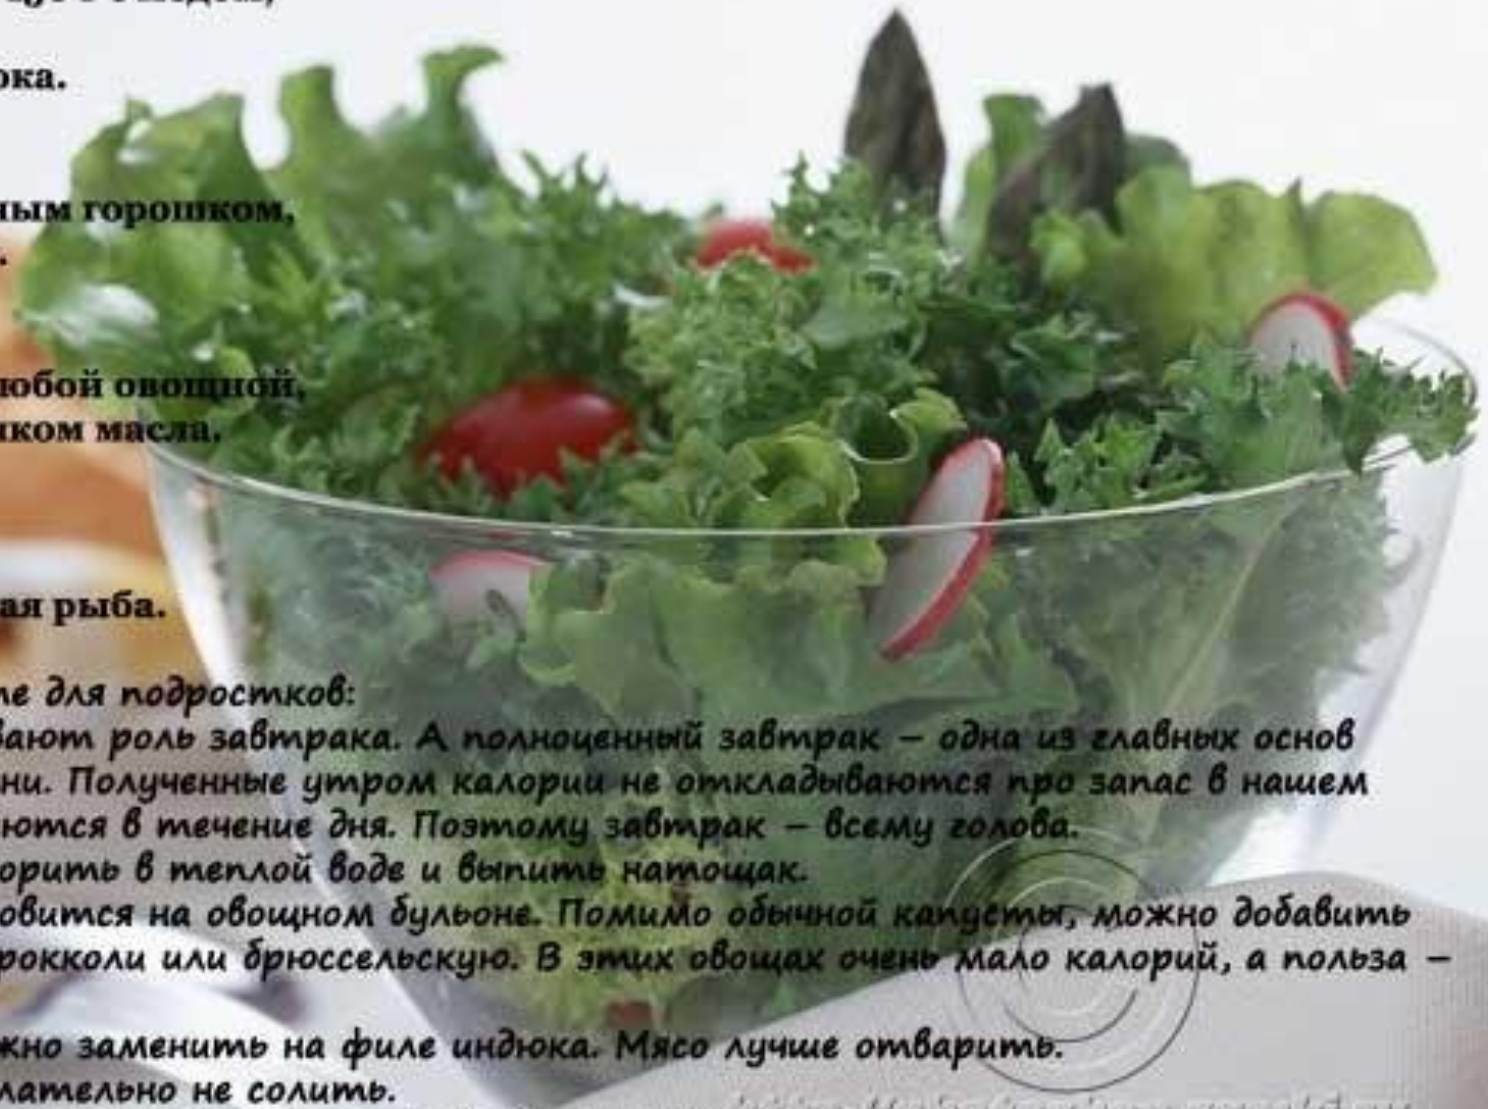 ока.
ным горошком,
любой овощной,
иком масла.
ая рыба.
ле для подростков:
вают роль завтрака. А полноценный завтрак – одна из главных основ
ни. Полученные утром калории не откладываются про запас в нашем
ются в течение дня. Поэтому завтрак – всему голова.
орить в теплой воде и выпить натощак.
овится на овощном бульоне. Помимо обычной капусты, можно добавить
рокколи или брюссельскую. В этих овощах очень мало калорий, а польза –
жно заменить на филе индюка. Мясо лучше отварить.
лательно не солить.